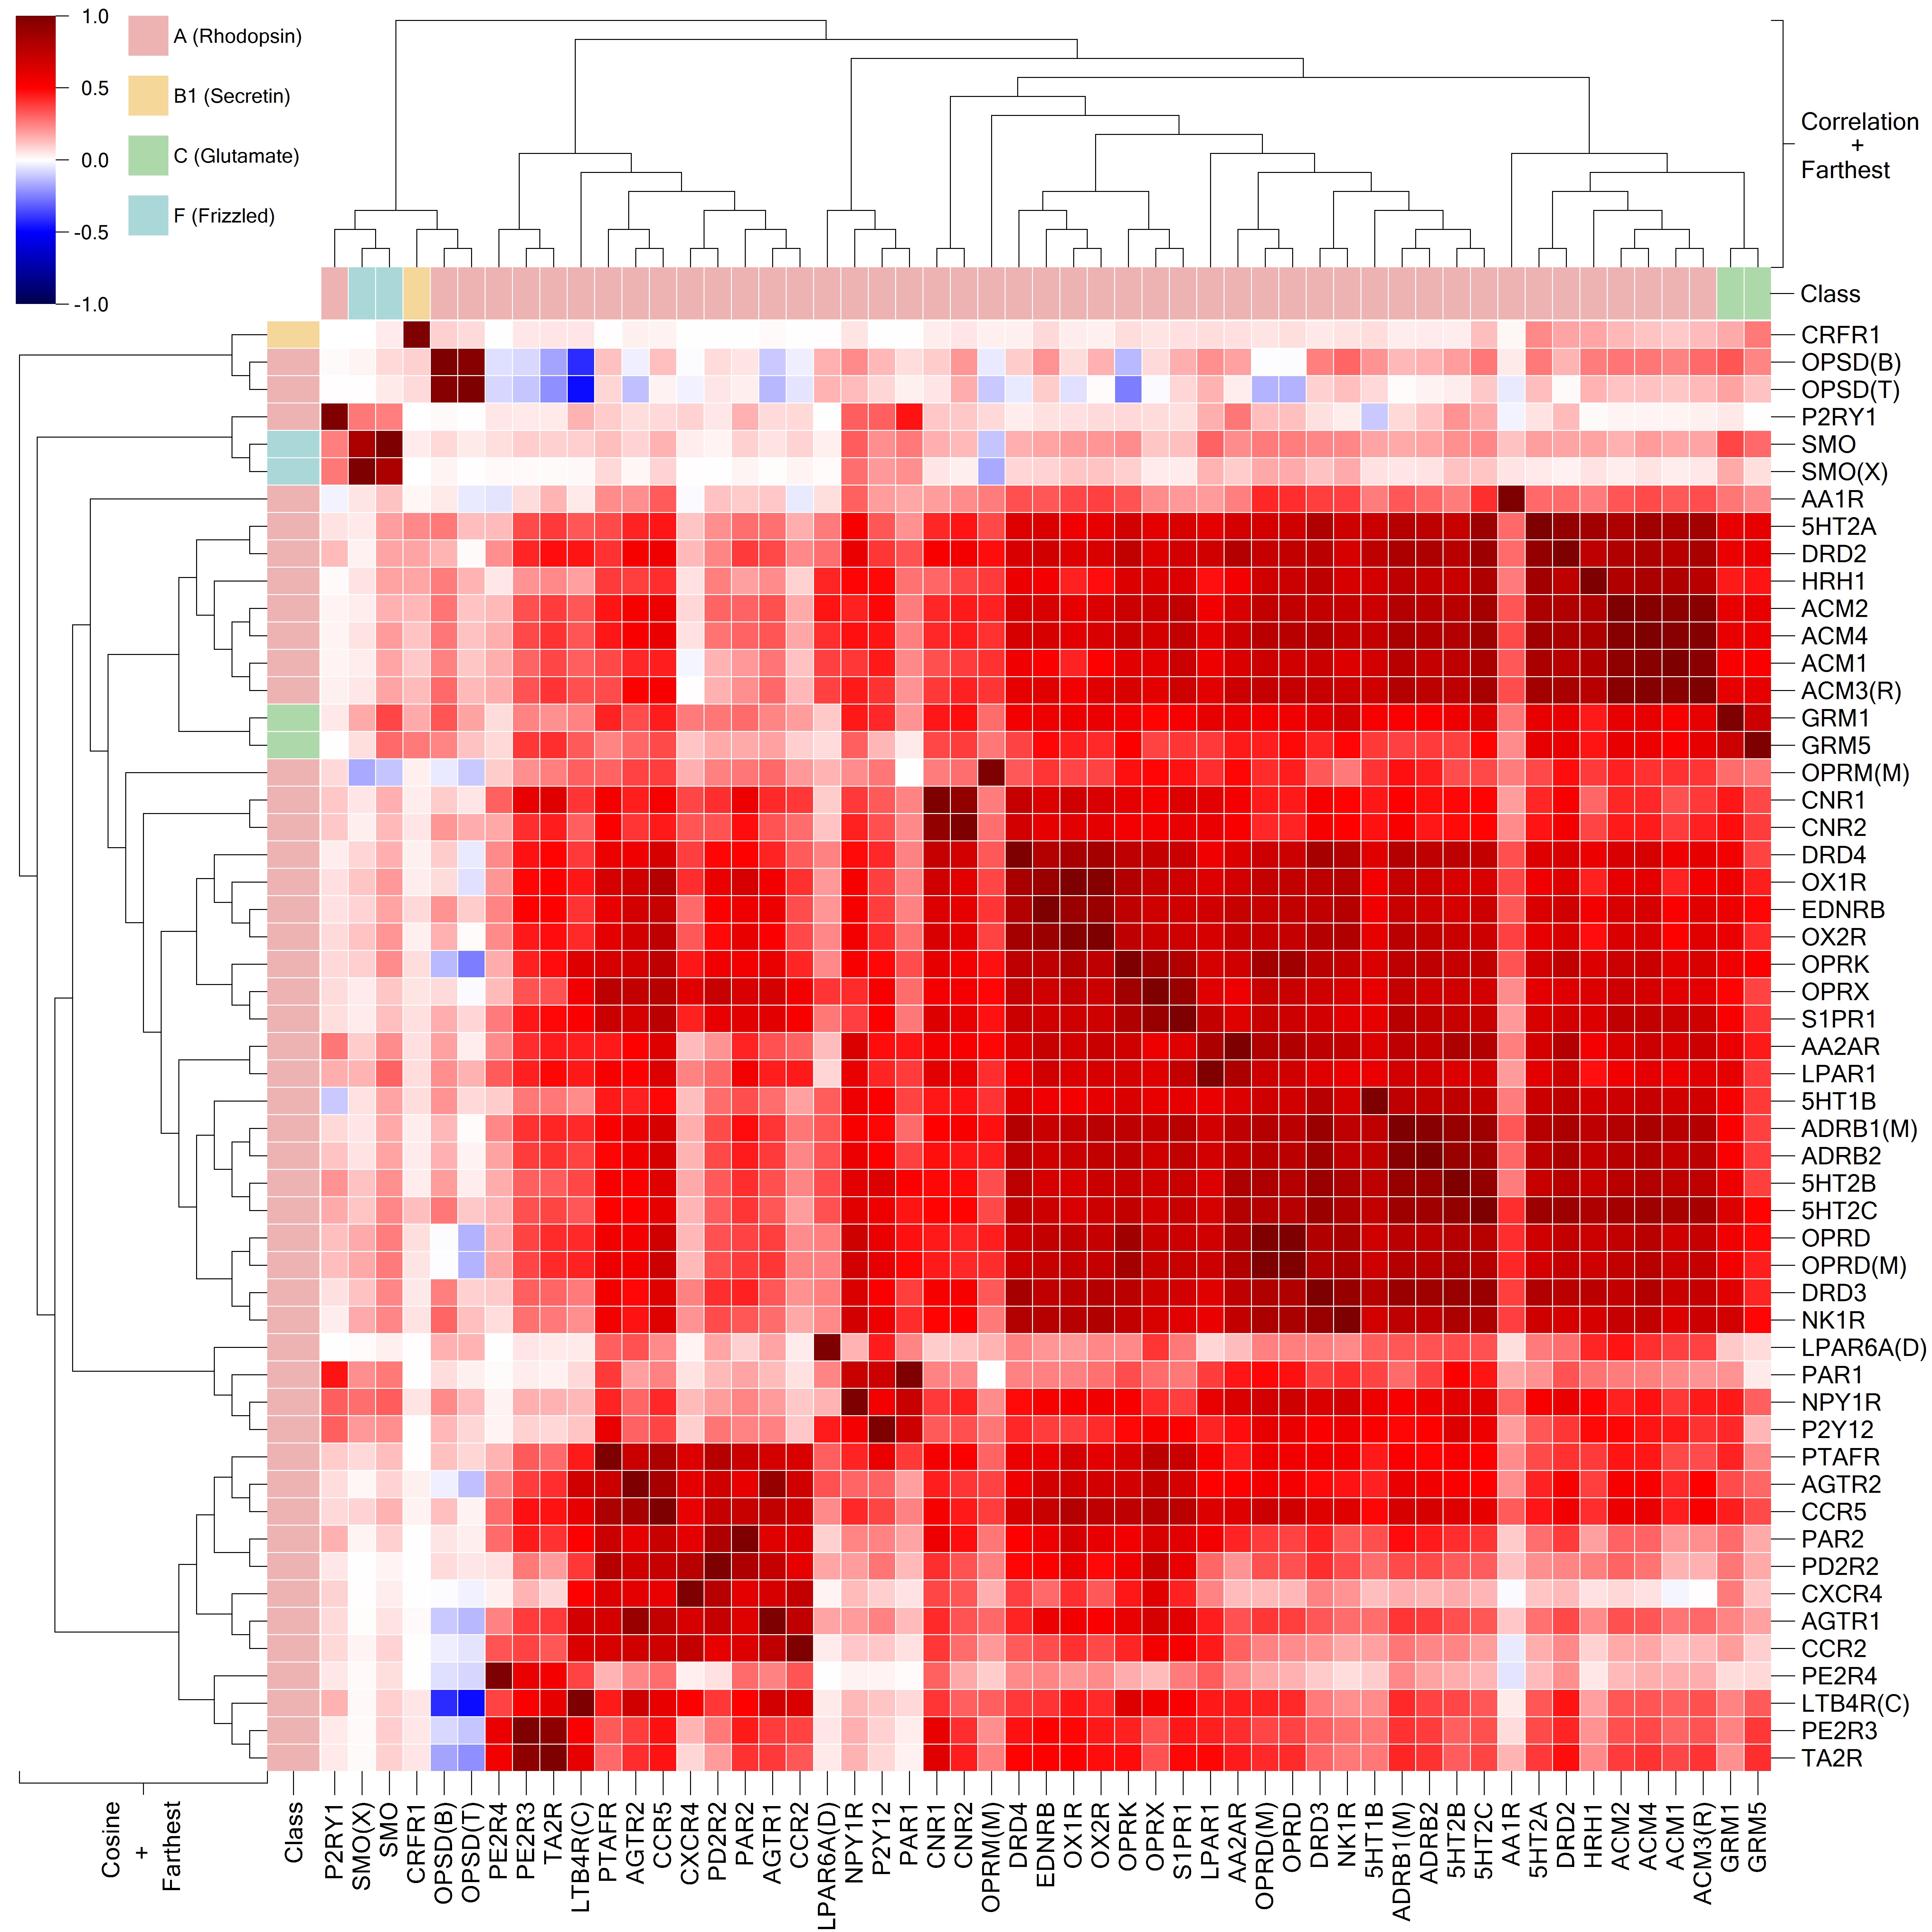 1.0
0.5
0.0
-0.5
-1.0
A (Rhodopsin)
B1 (Secretin)
C (Glutamate)
F (Frizzled)
Correlation
+
Farthest
Class
CRFR1
OPSD(B)
OPSD(T)
P2RY1
SMO
SMO(X)
AA1R
5HT2A
DRD2
HRH1
ACM2
ACM4
ACM1
ACM3(R)
GRM1
GRM5
OPRM(M)
CNR1
CNR2
DRD4
OX1R
EDNRB
OX2R
OPRK
OPRX
S1PR1
AA2AR
LPAR1
5HT1B
ADRB1(M)
ADRB2
5HT2B
5HT2C
OPRD
OPRD(M)
DRD3
NK1R
LPAR6A(D)
PAR1
NPY1R
P2Y12
PTAFR
AGTR2
CCR5
PAR2
PD2R2
CXCR4
AGTR1
CCR2
PE2R4
LTB4R(C)
PE2R3
TA2R
Cosine
+
Farthest
Class
P2RY1
SMO(X)
SMO
CRFR1
OPSD(B)
OPSD(T)
PE2R4
PE2R3
TA2R
LTB4R(C)
PTAFR
AGTR2
CCR5
CXCR4
PD2R2
PAR2
AGTR1
CCR2
LPAR6A(D)
NPY1R
P2Y12
PAR1
CNR1
CNR2
OPRM(M)
DRD4
EDNRB
OX1R
OX2R
OPRK
OPRX
S1PR1
LPAR1
AA2AR
OPRD(M)
OPRD
DRD3
NK1R
5HT1B
ADRB1(M)
ADRB2
5HT2B
5HT2C
AA1R
5HT2A
DRD2
HRH1
ACM2
ACM4
ACM1
ACM3(R)
GRM1
GRM5